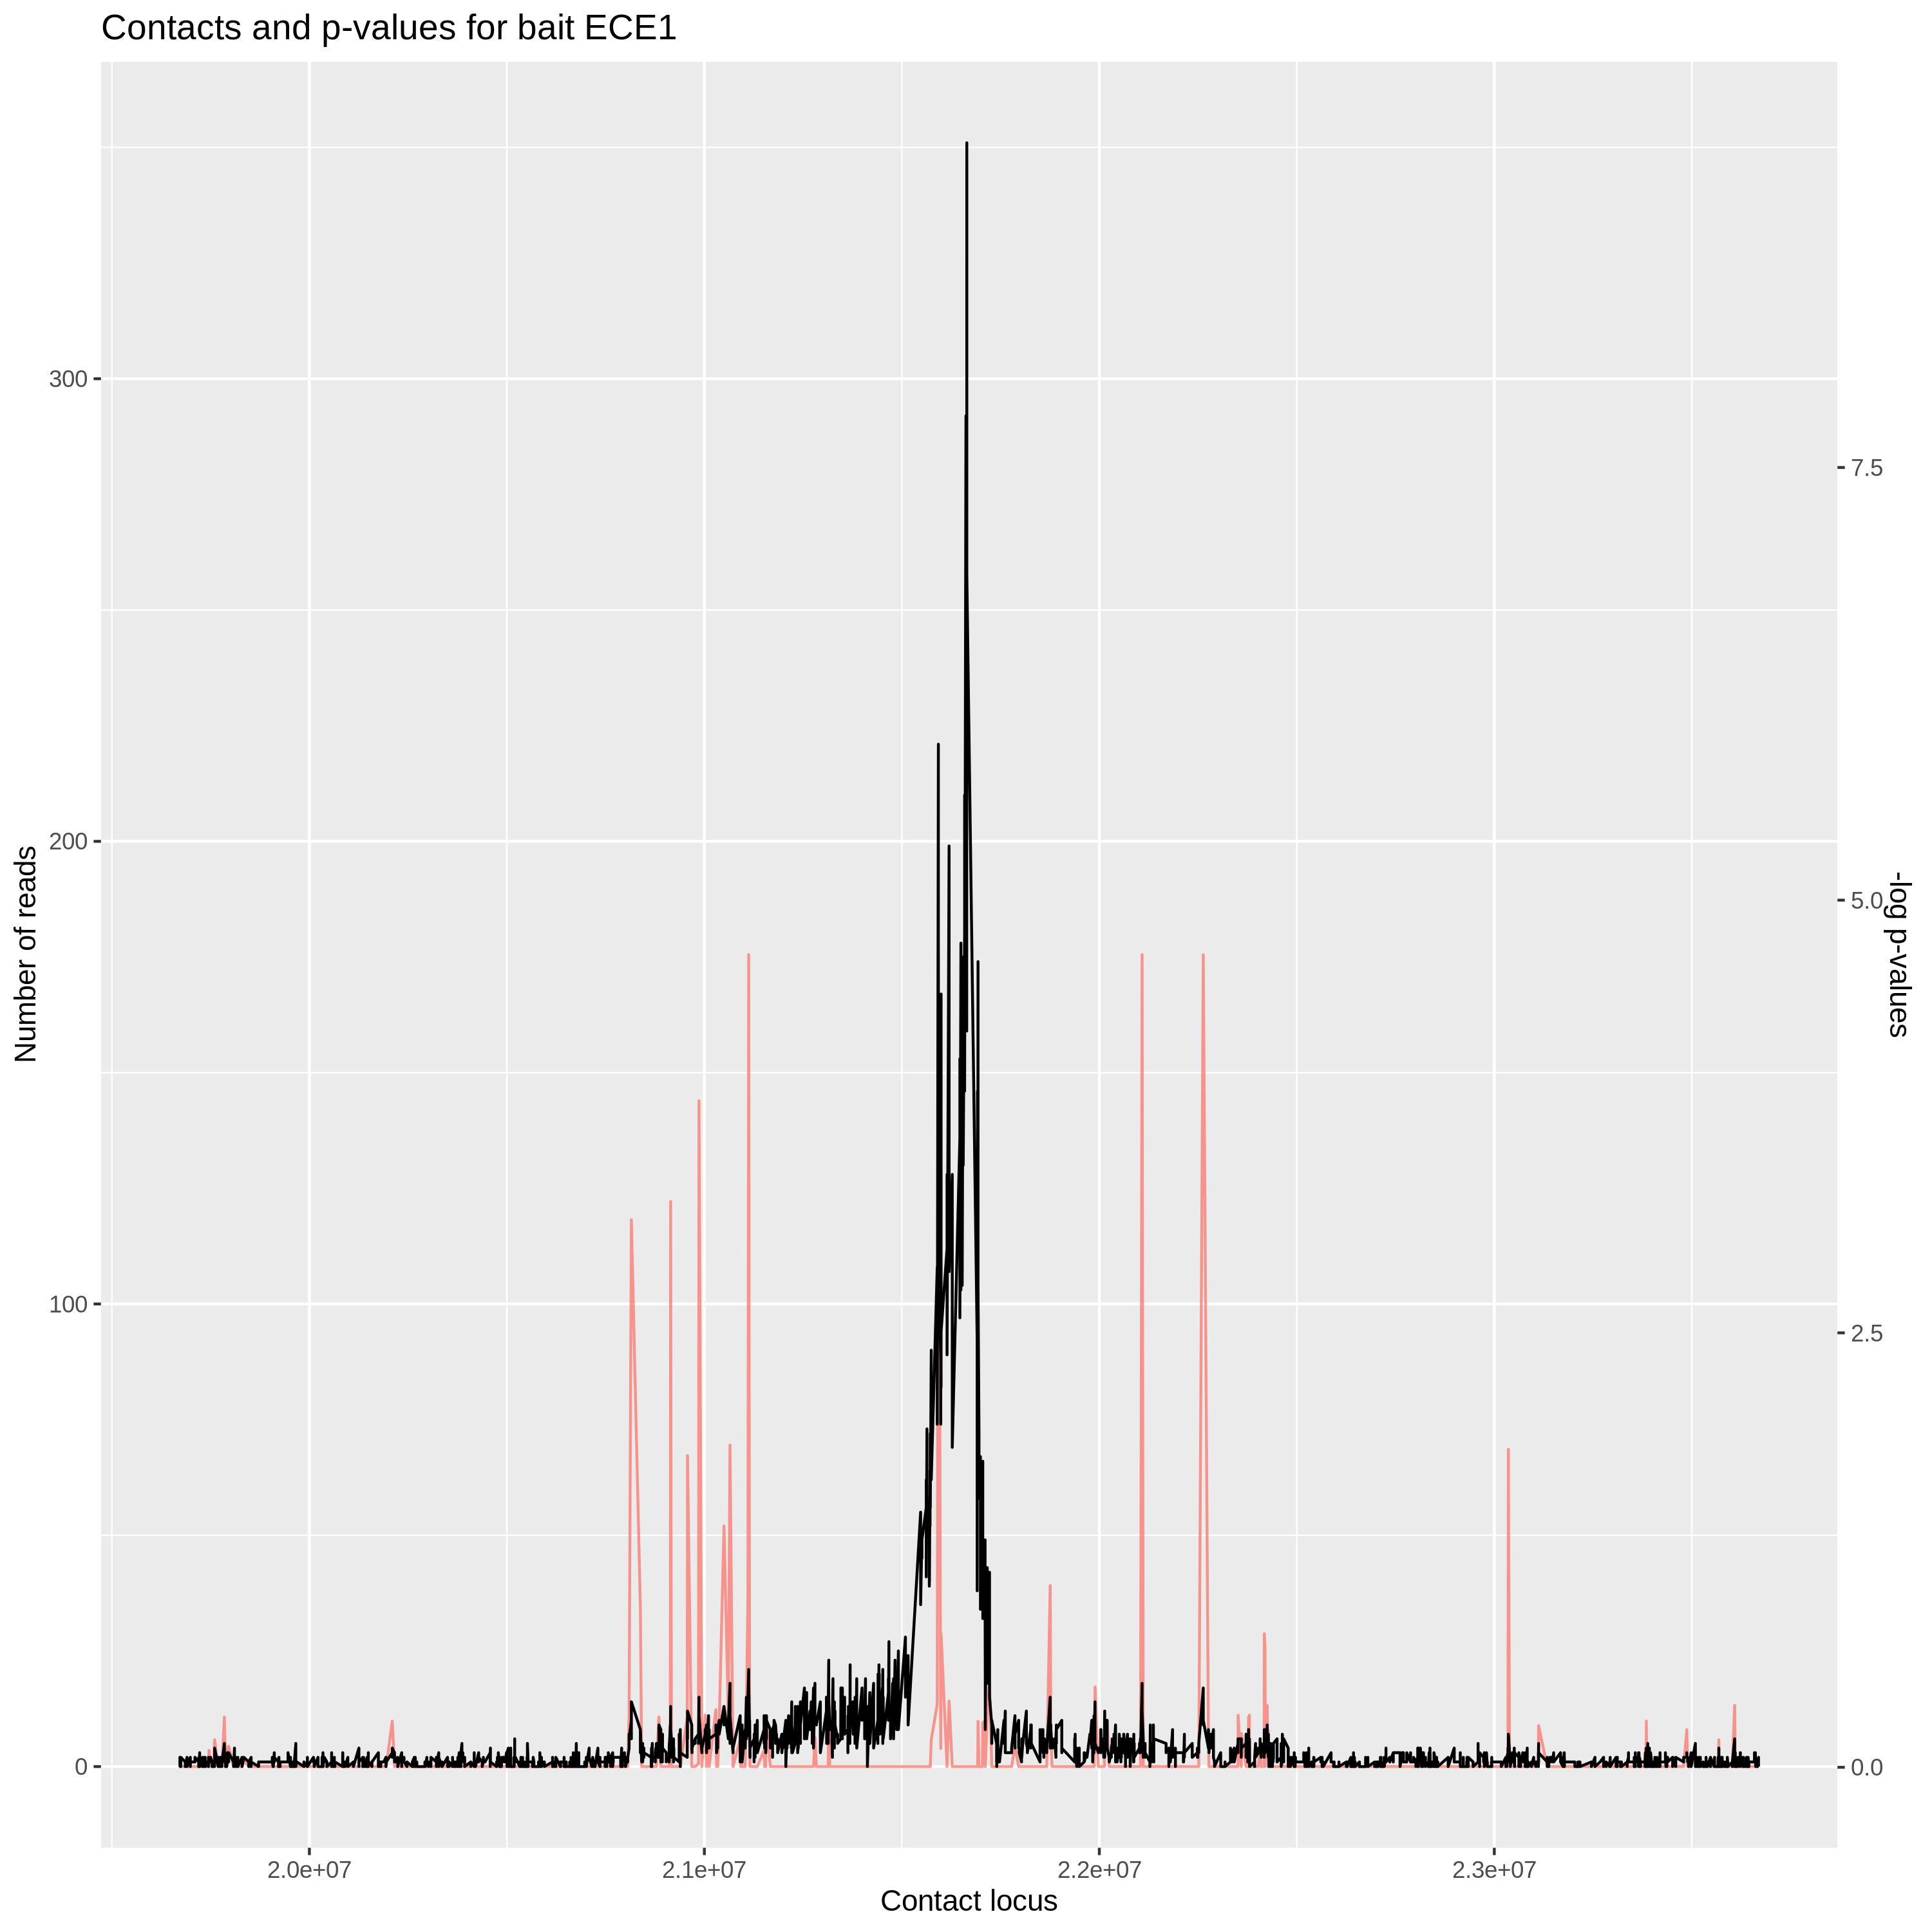 Contacts and p-values for bait ECE1
300
200
100
0
7.5
5.0
2.5
0.0
Number of reads
-log p-values
2.0e+07
2.1e+07
2.2e+07
2.3e+07
Contact locus